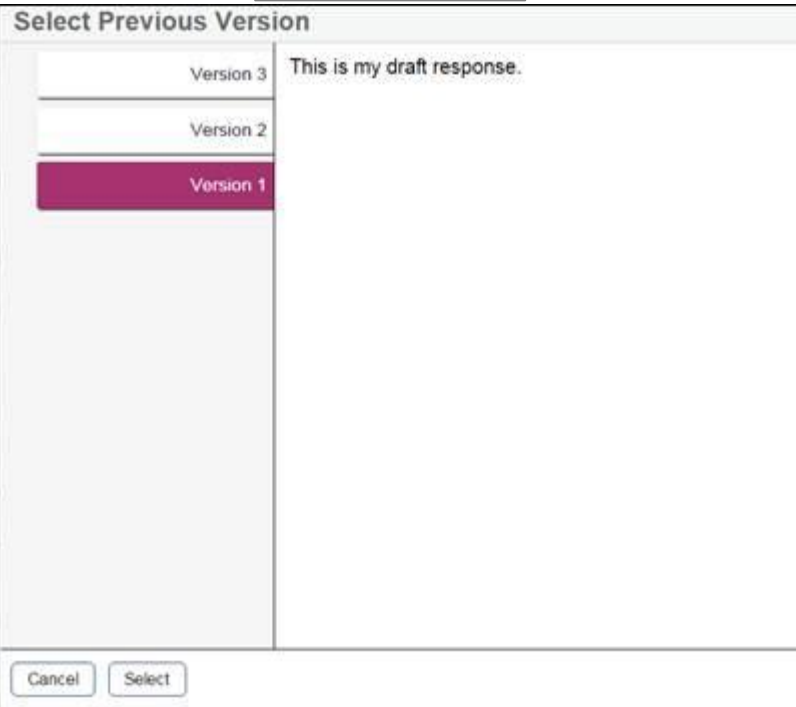 Select Previous Version
Version 3
This is my draft response.
Version 2
Version 1
Cancel
Select